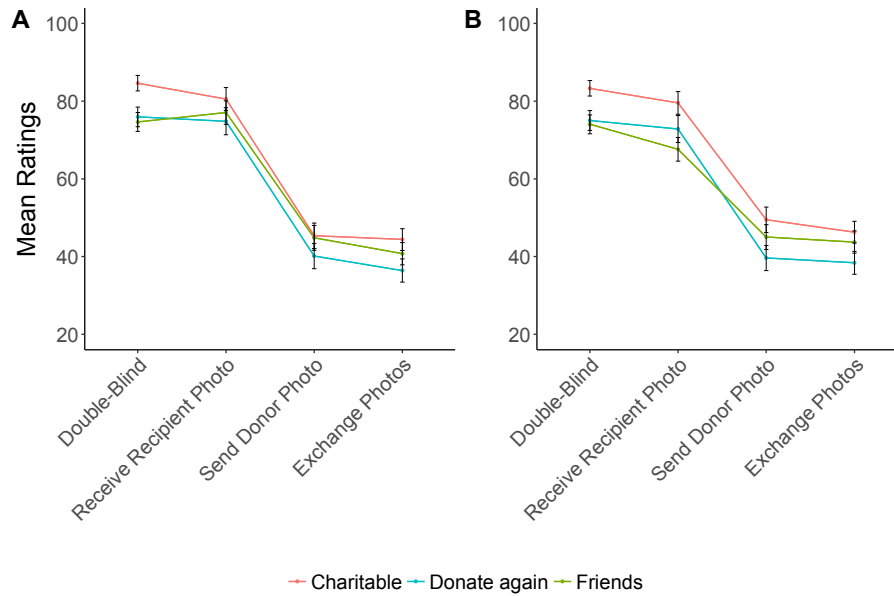 A
B
Mean Ratings
100
80
60
40
20
100
80
60
40
20
Double-Blind
Receive Recipient Photo
Send Donor Photo
Exchange Photos
Double-Blind
Receive Recipient Photo
Send Donor Photo
Exchange Photos
Charitable Donate again Friends